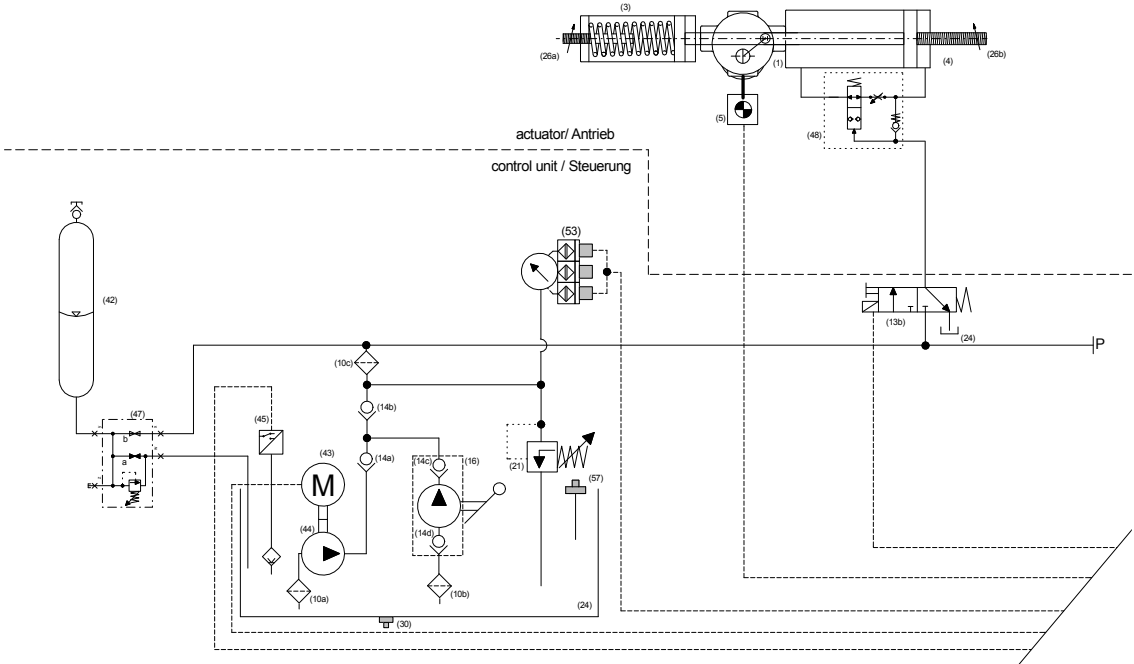 (3)
(26a)
(1)
(4)
(26b)
(5)
(48)
actuator/ Antrieb
control unit / Steuerung
(53)
(42)
(13b)
(24)
P
(10c)
(47)
b
a
(45)
(14b)
(43)
M
(14a)
(14c)
(16)
(21)
(57)
(44)
(14d)
(10a)
(10b)
(24)
(30)